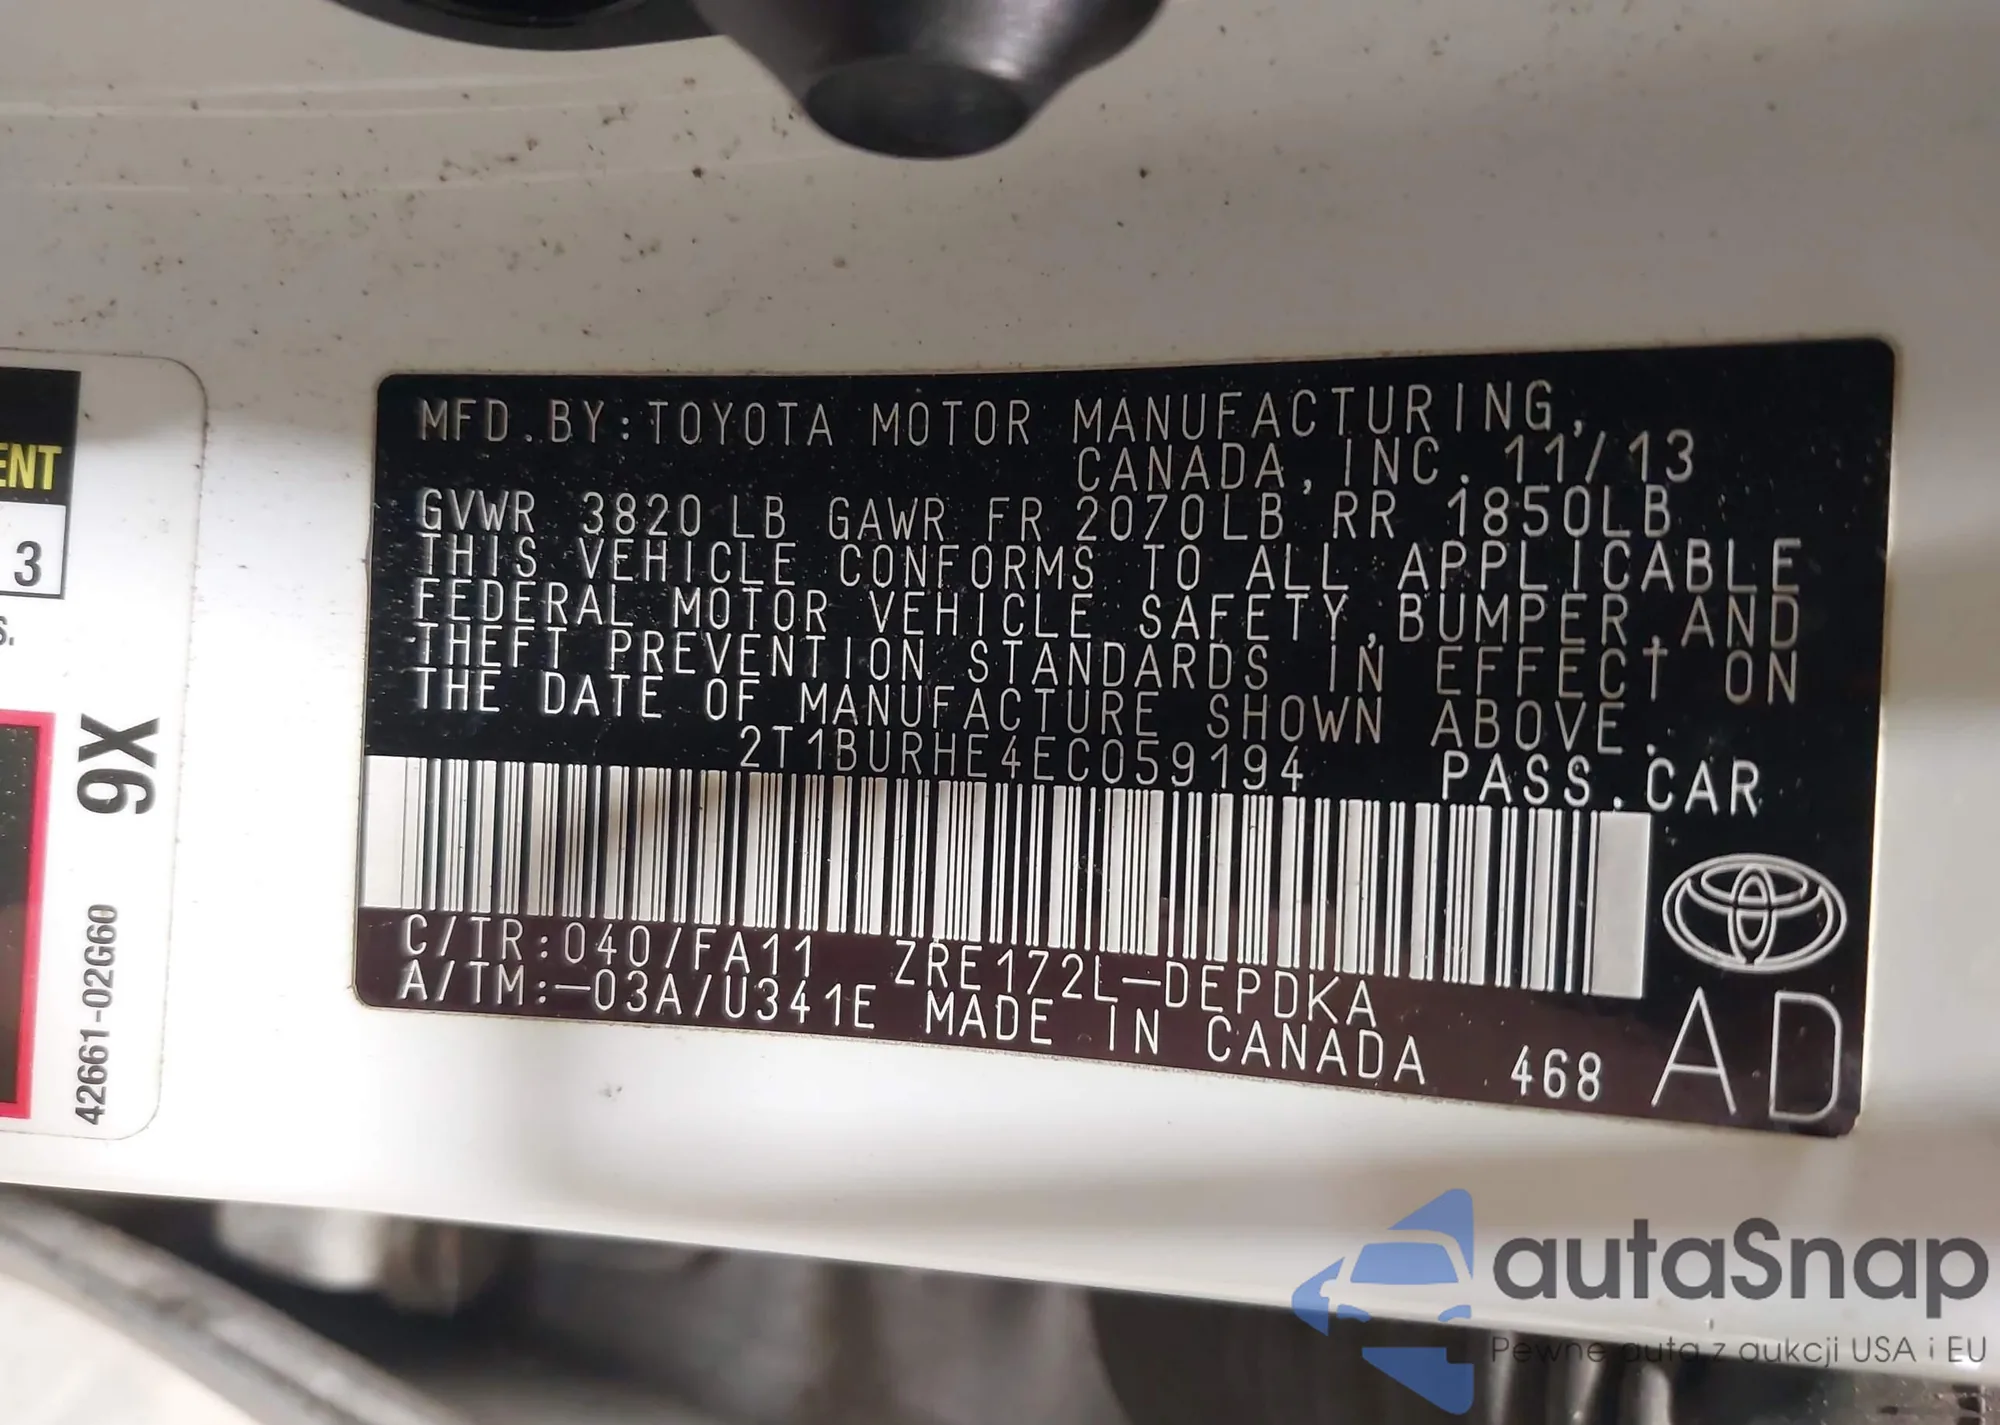 MFD.BY:TOYOTA MOTOR MANUFACTURING,
CANADA, INC. 11/13
GVWR 3820LB GAWR FR 2070LB RR 1850LB
THIS VEHICLE CONFORMS TO ALL APPLICABLE
FEDERAL MOTOR VEHICLE SAFETY,BUMPER,AND
THEFT PREVENTION STANDARDS IN EFFECT ON
THE DATE OF MANUFACTURE SHOWN ABOVE.
2T1BURHE4EC059194 PASS.CAR
C/TR:040/FA11 ZRE172L-DEPDKA
A/TM:-03A/U341E MADE IN CANADA 468
AD
ENT
3
S.
9X
42661-02G60
autaSnap
Pewne auta z aukcji USA i EU